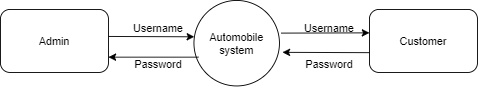 Username
Username
Admin
Automobile
system
Customer
Password
Password